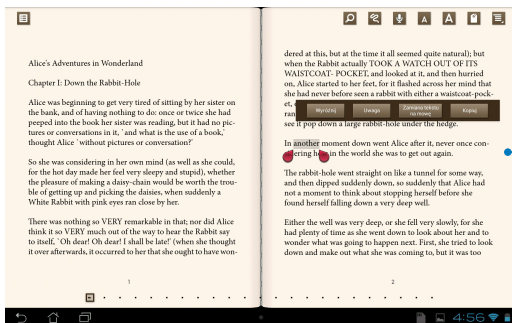 Alice's Adventures in Wonderland
Chapter I: Down the Rabbit-Hole
Alice was beginning to get very tired of sitting by her sister on
the bank, and of having nothing to do: once or twice she had
peeped into the book her sister was reading, but it had no pic-
tures or conversations in it, `and what is the use of a book,'
thought Alice `without pictures or conversation?'
So she was considering in her own mind (as well as she could,
for the hot day made her feel very sleepy and stupid), whether
the pleasure of making a daisy-chain would be worth the trou-
ble of getting up and picking the daisies, when suddenly a
White Rabbit with pink eyes ran close by her.
There was nothing so VERY remarkable in that; nor did Alice
think it so VERY much out of the way to hear the Rabbit say
to itself, `Oh dear! Oh dear! I shall be late!' (when she thought
it over afterwards, it occurred to her that she ought to have won-
1
A A
dered at this, but at the time it all seemed quite natural); but
when the Rabbit actually TOOK A WATCH OUT OF ITS
WAISTCOAT- POCKET, and looked at it, and then hurried
on, Alice started to her feet, for it flashed across her mind that
she had never before seen a rabbit with either a waistcoat-pock-
et,
Wyróżnij Uwaga Zamiana tekstu na mowę Kopiuj
ran
see it pop down a large rabbit-hole under the hedge.
In another moment down went Alice after it, never once con-
sidering how in the world she was to get out again.
The rabbit-hole went straight on like a tunnel for some way,
and then dipped suddenly down, so suddenly that Alice had
not a moment to think about stopping herself before she
found herself falling down a very deep well.
Either the well was very deep, or she fell very slowly, for she
had plenty of time as she went down to look about her and to
wonder what was going to happen next. First, she tried to look
down and make out what she was coming to, but it was too
2
4:56